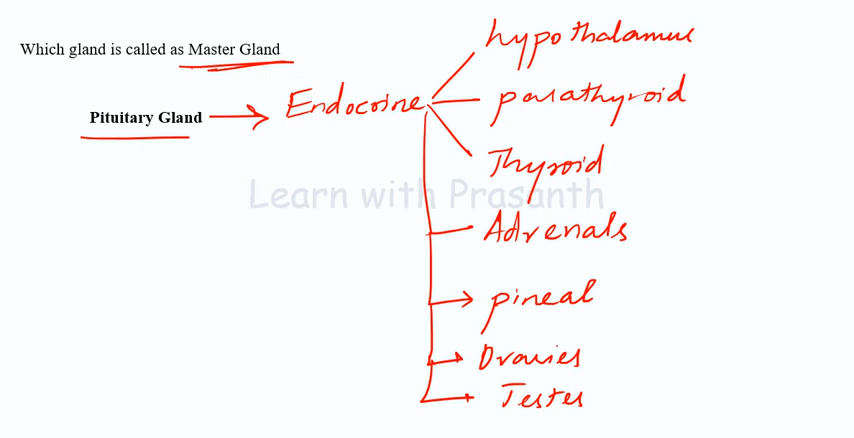 Which gland is called as Master Gland
Pituitary Gland
Endocrine
hypothalamus
parathyroid
Thyroid
Learn with Prasanth
Adrenals
pineal
Ovaries
Testes